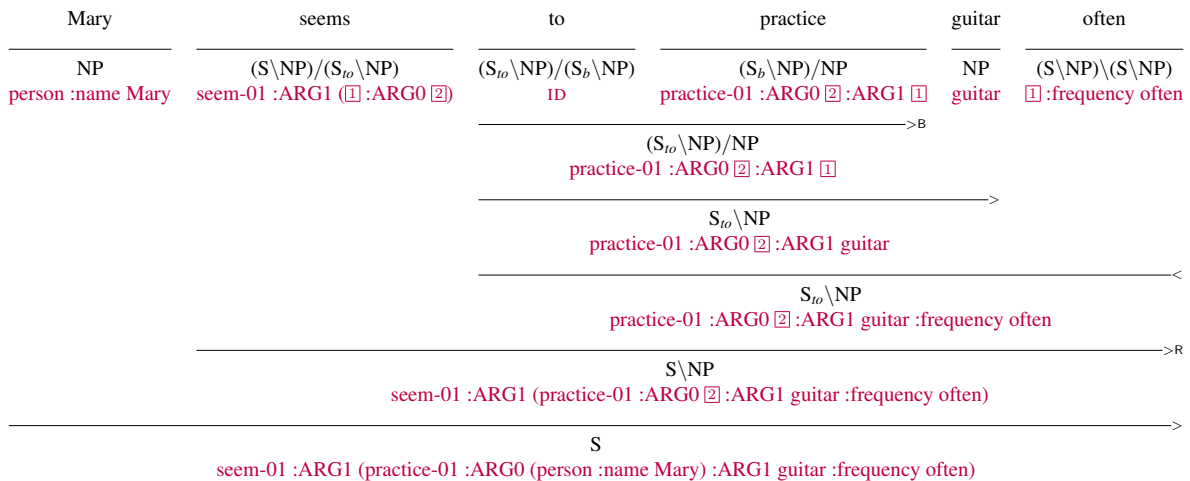 Mary seems to practice guitar often
NP (S\NP)/(S_to\NP) (S_to\NP)/(S_b\NP) (S_b\NP)/NP NP (S\NP)\(S\NP)
person :name Mary seem-01 :ARG1 (1 :ARG0 2) ID practice-01 :ARG0 2 :ARG1 1 guitar 1 :frequency often
>B
(S_to\NP)/NP
practice-01 :ARG0 2 :ARG1 1
>
S_to\NP
practice-01 :ARG0 2 :ARG1 guitar
<
S_to\NP
practice-01 :ARG0 2 :ARG1 guitar :frequency often
>R
S\NP
seem-01 :ARG1 (practice-01 :ARG0 2 :ARG1 guitar :frequency often)
>
S
seem-01 :ARG1 (practice-01 :ARG0 (person :name Mary) :ARG1 guitar :frequency often)